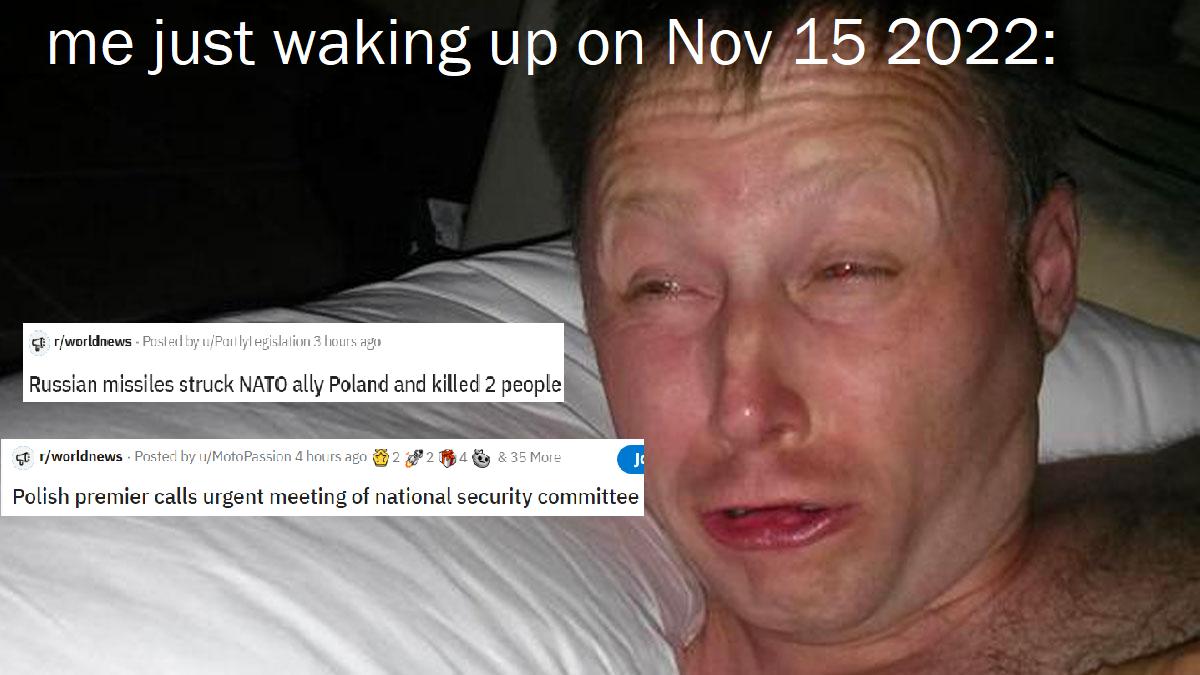 me just waking up on Nov 15 2022:
r/worldnews · Posted by u/PortlyLegislation 3 hours ago
Russian missiles struck NATO ally Poland and killed 2 people
r/worldnews · Posted by u/MotoPassion 4 hours ago 2 2 4 & 35 More
Polish premier calls urgent meeting of national security committee